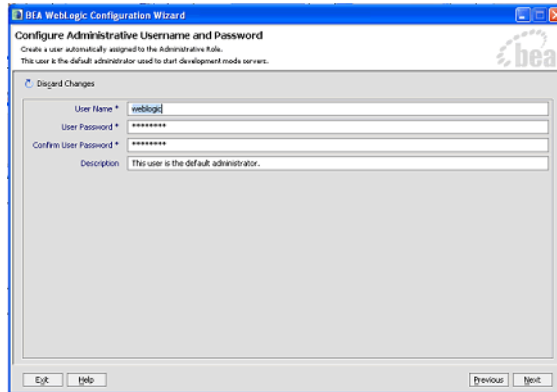 BEA WebLogic Configuration Wizard
Configure Administrative Username and Password
Create a user automatically assigned to the Administrative Role.
This user is the default administrator used to start development mode servers.
bea
Discard Changes
User Name * weblogic
User Password * ********
Confirm User Password * ********
Description This user is the default administrator.
Exit Help Previous Next